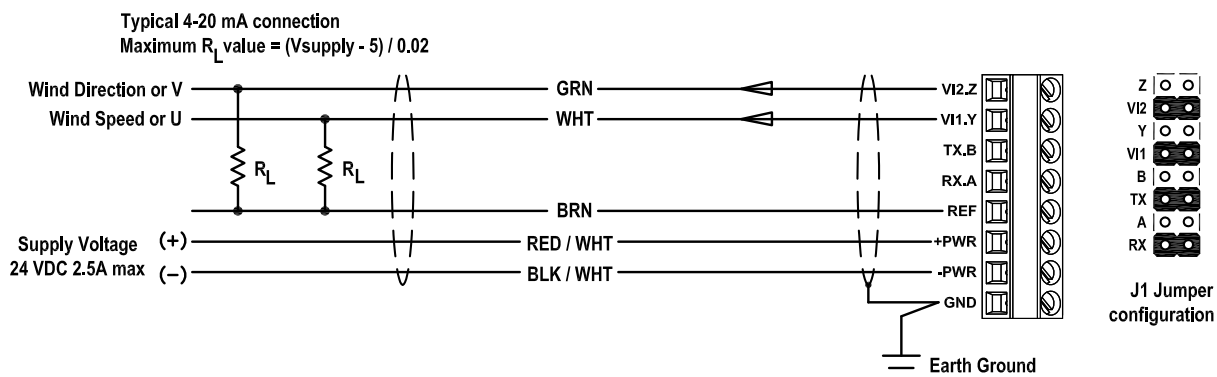 Typical 4-20 mA connection
Maximum RL value = (Vsupply - 5) / 0.02
Wind Direction or V
GRN
VI2.Z
Wind Speed or U
WHT
VI1.Y
TX.B
RL
RL
RX.A
BRN
REF
Supply Voltage
24 VDC 2.5A max
(+)
RED / WHT
+PWR
(−)
BLK / WHT
-PWR
GND
Earth Ground
Z
VI2
Y
VI1
B
TX
A
RX
J1 Jumper
configuration